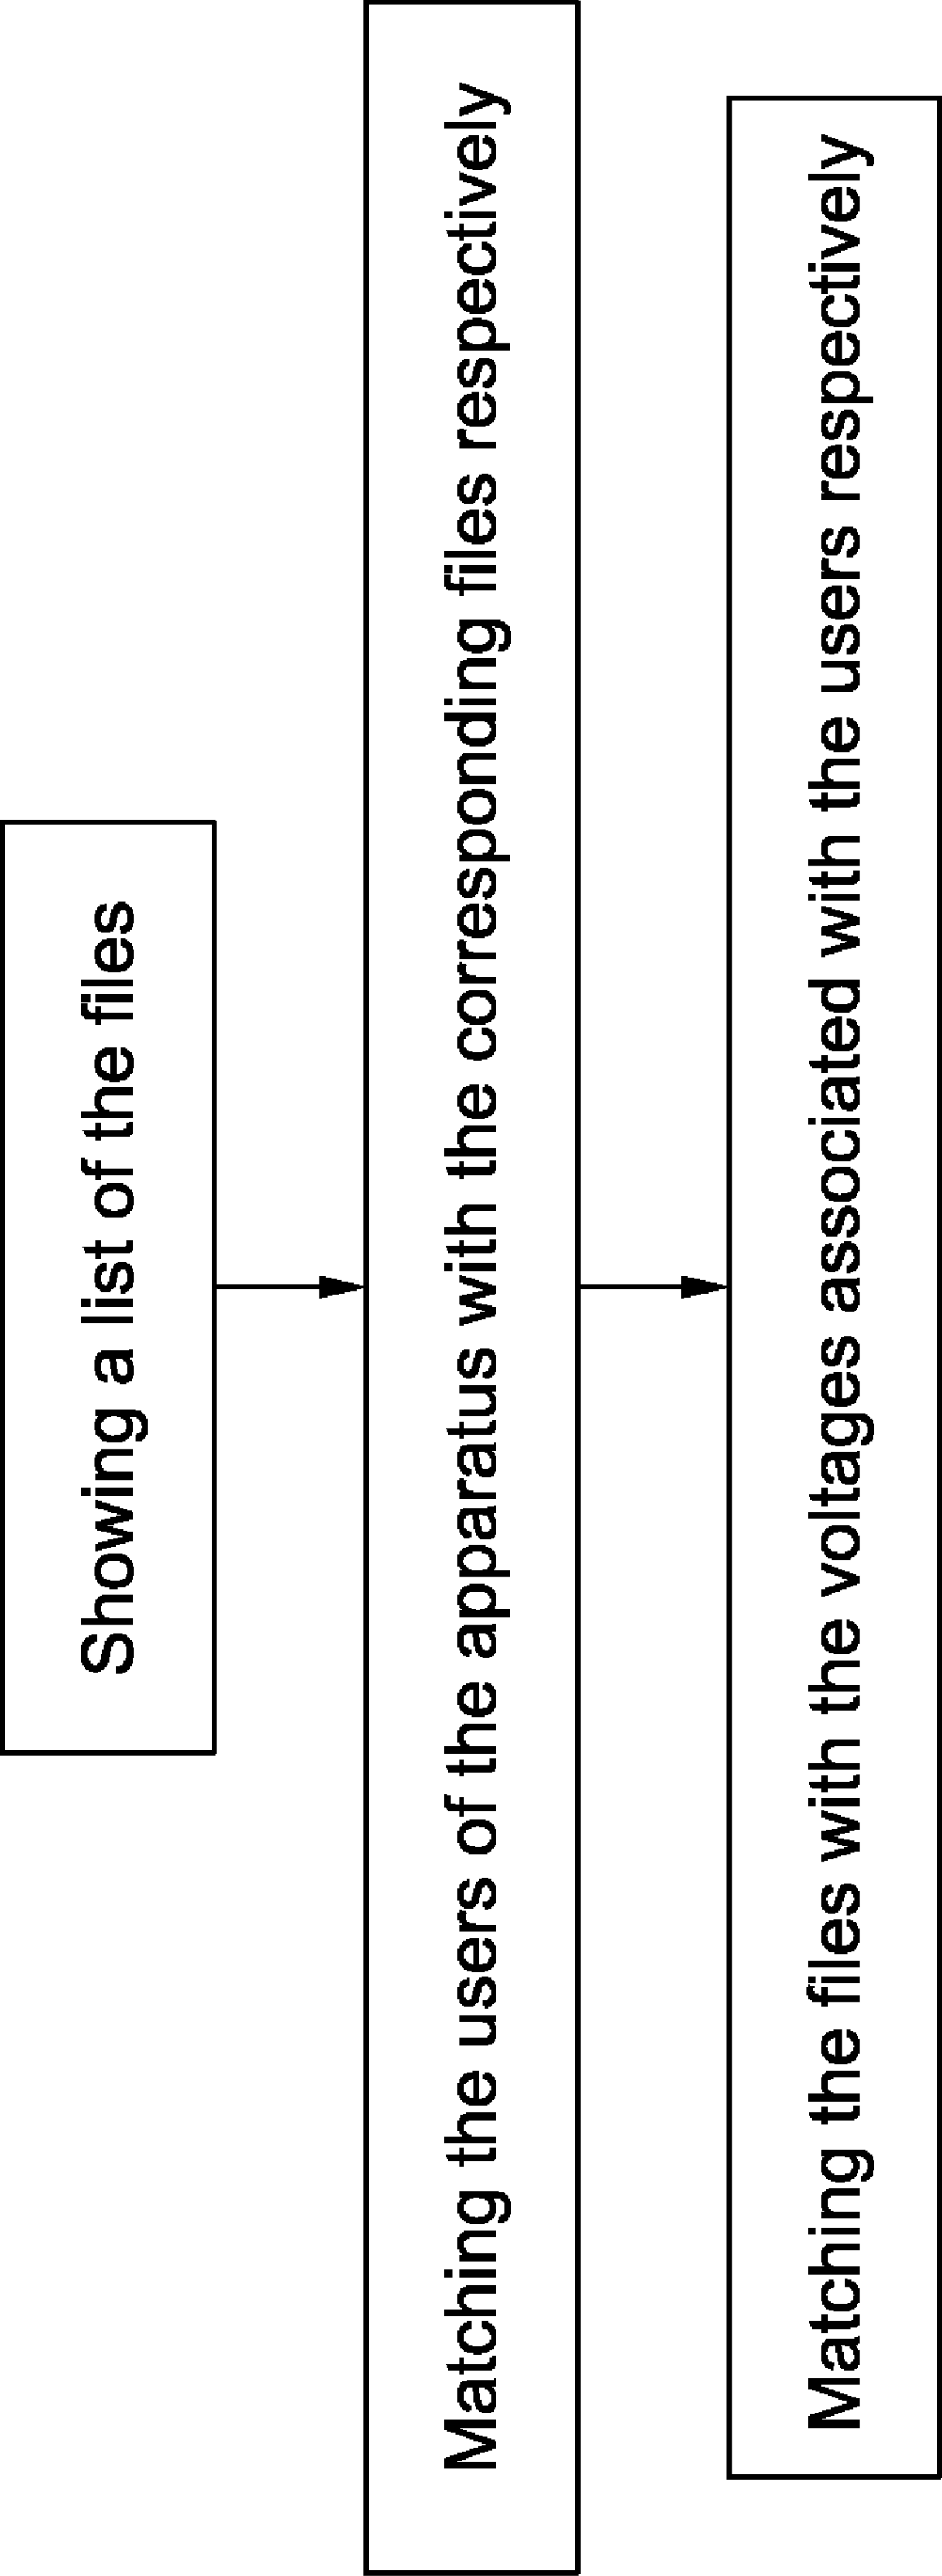 Showing a list of the files
Matching the users of the apparatus with the corresponding files respectively
Matching the files with the voltages associated with the users respectively